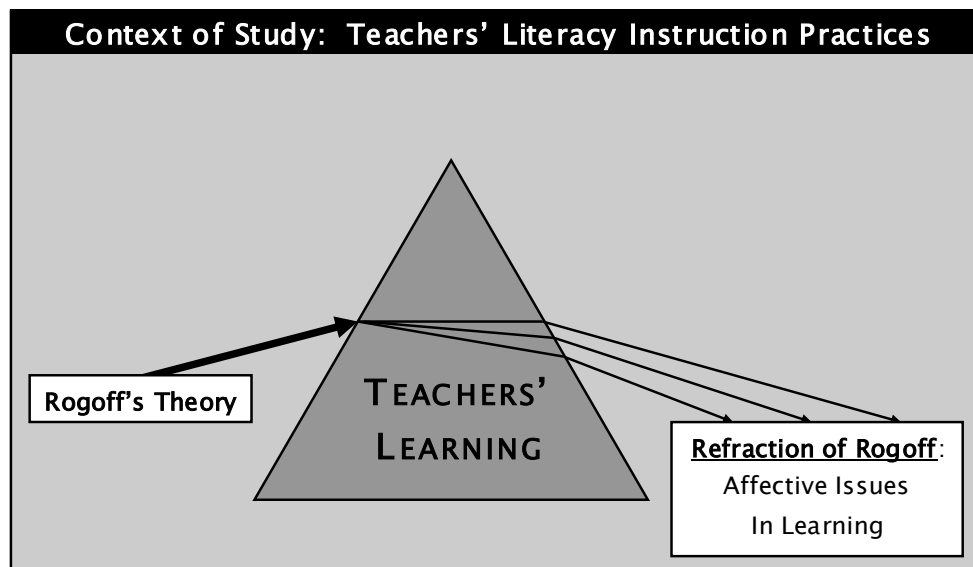 Context of Study:  Teachers’ Literacy Instruction Practices
Rogoff’s Theory
TEACHERS’
LEARNING
Refraction of Rogoff:
Affective Issues
In Learning